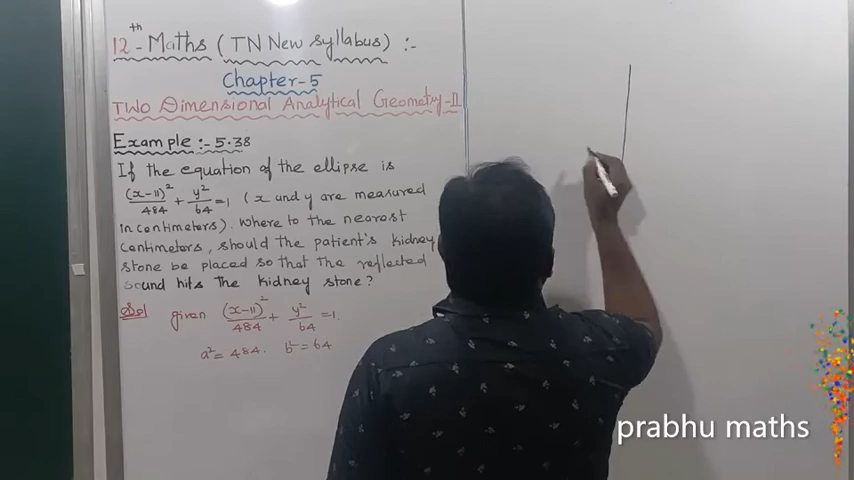 12th - Maths (TN New syllabus) :-
Chapter-5
TWO Dimensional Analytical Geometry-II
Example :- 5.38
If the equation of the ellipse is
(x-11)²/484 + y²/64 = 1 (x and y are measured
in centimeters). Where to the nearest
Centimeters, should the patient's kidney
stone be placed so that the reflected
sound hits the kidney stone?
Sol given (x-11)²/484 + y²/64 = 1.
a² = 484. b² = 64
prabhu maths